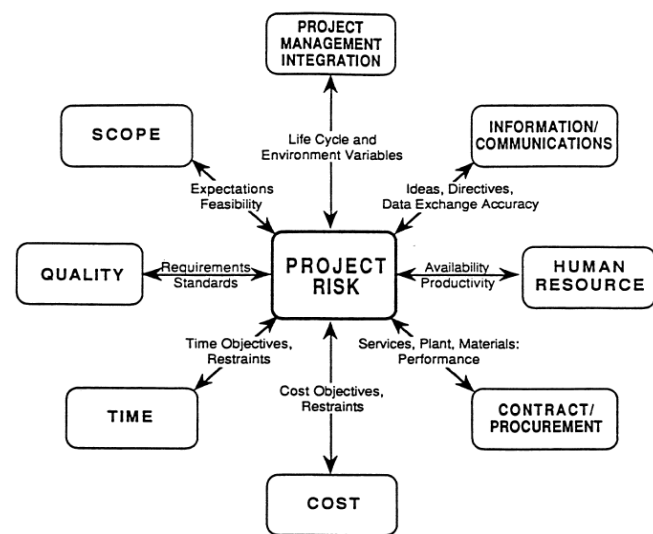 PROJECT
MANAGEMENT
INTEGRATION
SCOPE
INFORMATION/
COMMUNICATIONS
Life Cycle and
Environment Variables
Expectations
Feasibility
Ideas, Directives,
Data Exchange Accuracy
QUALITY
Requirements
Standards
PROJECT
RISK
Availability
Productivity
HUMAN
RESOURCE
Time Objectives,
Restraints
Services, Plant, Materials:
Performance
Cost Objectives,
Restraints
TIME
CONTRACT/
PROCUREMENT
COST